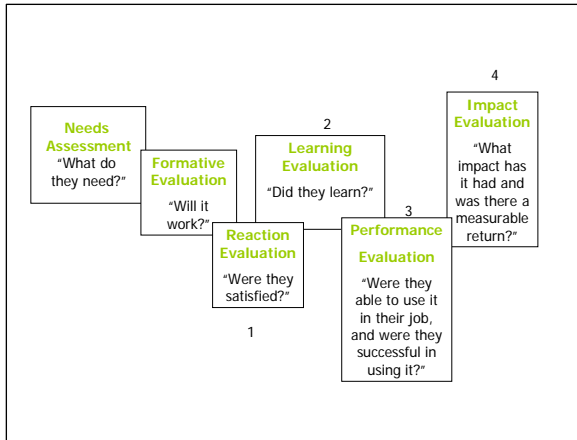 Needs
Assessment
“What do
they need?”
Formative
Evaluation
“Will it
work?”
Reaction
Evaluation
“Were they
satisfied?”
1
2
Learning
Evaluation
“Did they learn?”
3
Performance
Evaluation
“Were they
able to use it
in their job,
and were they
successful in
using it?”
4
Impact
Evaluation
“What
impact has
it had and
was there a
measurable
return?”